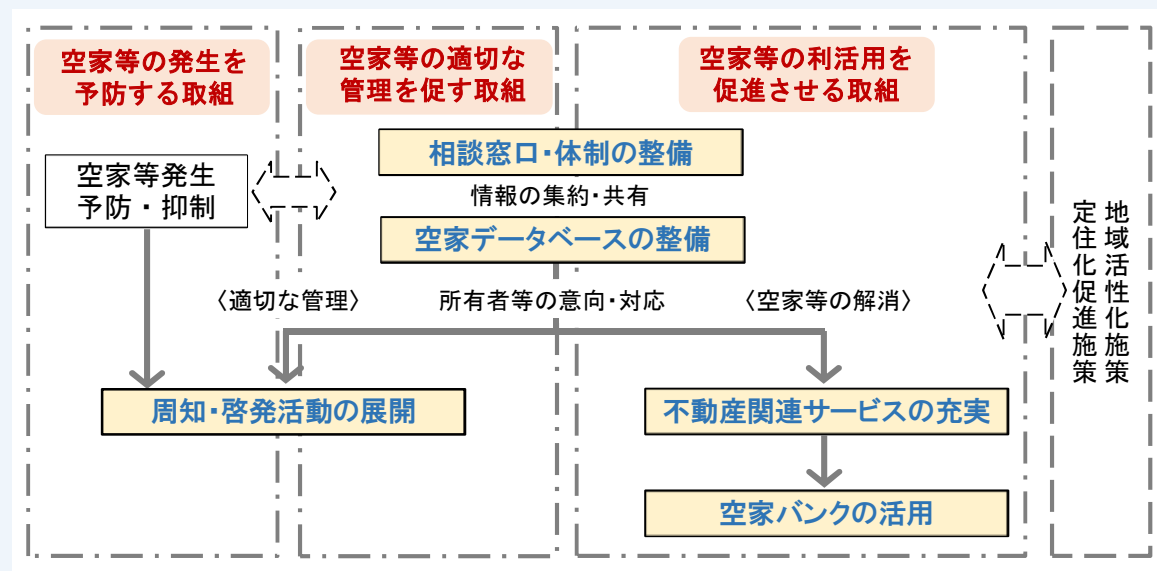 空家等の発生を
予防する取組
空家等の適切な
管理を促す取組
空家等の利活用を
促進させる取組
相談窓口・体制の整備
空家等発生
予防・抑制
情報の集約・共有
空家データベースの整備
〈適切な管理〉
所有者等の意向・対応
〈空家等の解消〉
周知・啓発活動の展開
不動産関連サービスの充実
空家バンクの活用
地域活性化施策
定住化促進施策